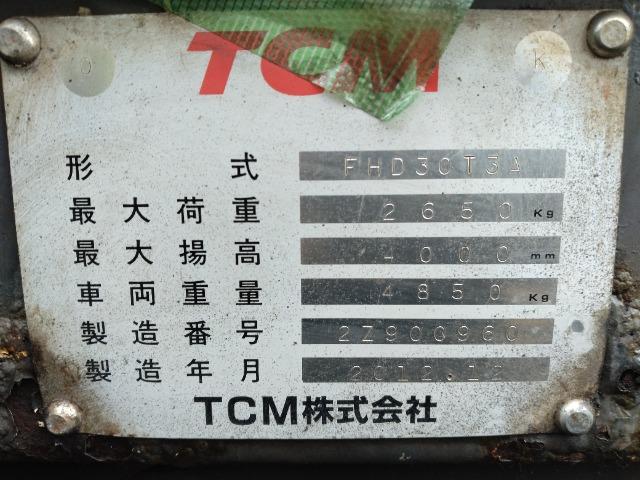 O TCM K
形式 FHD30T3A
最大荷重 2650 Kg
最大揚高 4000 mm
車両重量 4850 Kg
製造番号 2Z900960
製造年月 2012.12
TCM株式会社